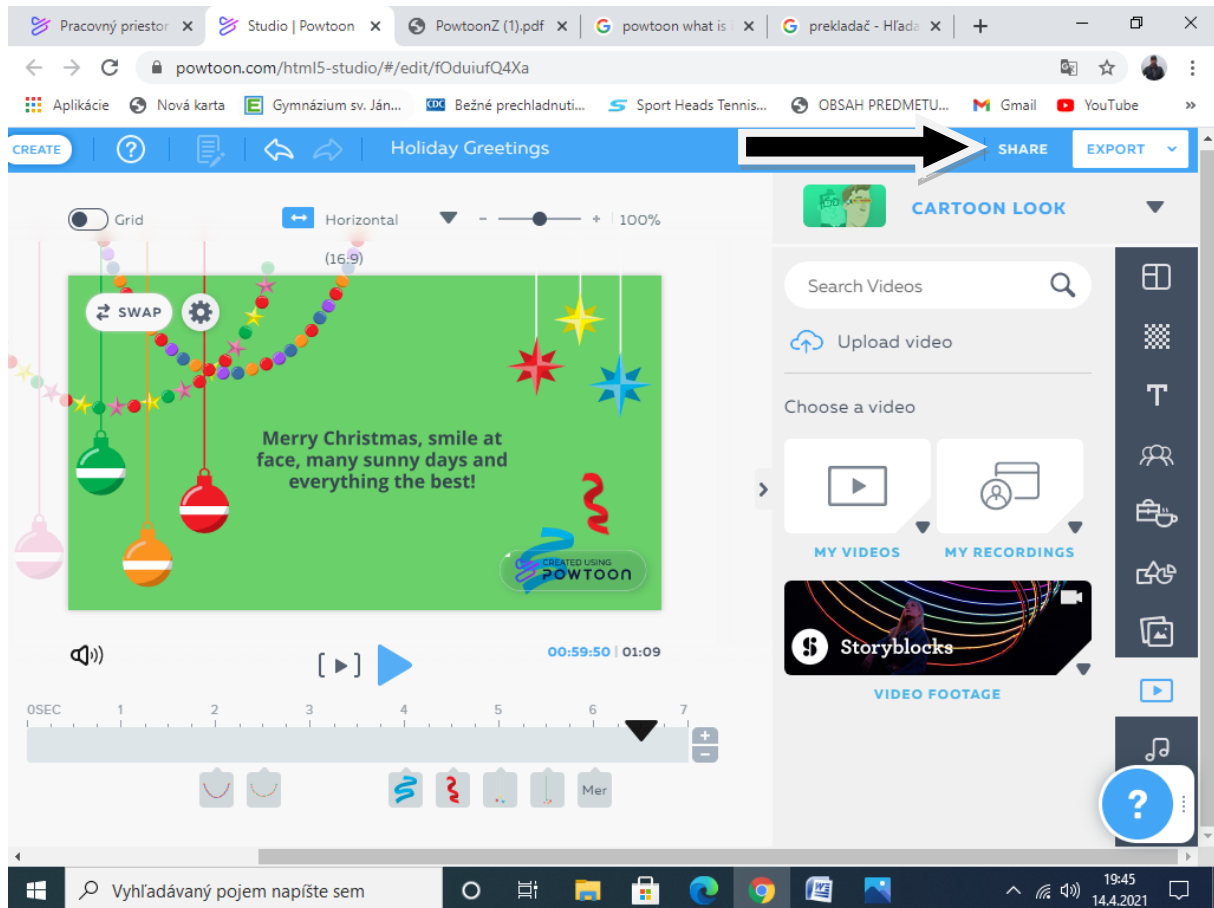 Pracovný priestor
Studio | Powtoon
PowtoonZ (1).pdf
powtoon what is
prekladač - Hľada
powtoon.com/html5-studio/#/edit/fOduiufQ4Xa
Aplikácie
Nová karta
Gymnázium sv. Ján...
CDC
Bežné prechladnuti...
Sport Heads Tennis...
OBSAH PREDMETU...
Gmail
YouTube
»
CREATE
Holiday Greetings
SHARE
EXPORT
Grid
Horizontal
- + 100%
(16:9)
CARTOON LOOK
SWAP
Search Videos
Upload video
Choose a video
Merry Christmas, smile at
face, many sunny days and
everything the best!
CREATED USING
POWTOON
MY VIDEOS
MY RECORDINGS
Storyblocks
VIDEO FOOTAGE
00:59:50 | 01:09
0SEC 1 2 3 4 5 6 7
Mer
?
Vyhľadávaný pojem napíšte sem
19:45
14.4.2021